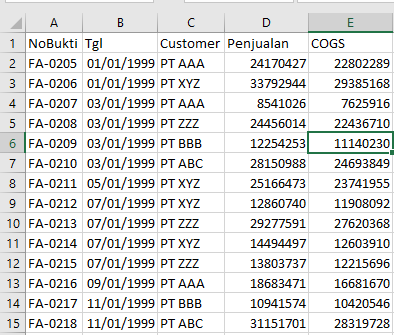 A B C D E
1 NoBukti Tgl Customer Penjualan COGS
2 FA-0205 01/01/1999 PT AAA 24170427 22802289
3 FA-0206 01/01/1999 PT XYZ 33792944 29385168
4 FA-0207 03/01/1999 PT AAA 8541026 7625916
5 FA-0208 03/01/1999 PT ZZZ 24456014 22436710
6 FA-0209 03/01/1999 PT BBB 12254253 11140230
7 FA-0210 03/01/1999 PT ABC 28150988 24693849
8 FA-0211 05/01/1999 PT XYZ 25166473 23741955
9 FA-0212 07/01/1999 PT XYZ 12860740 11908092
10 FA-0213 07/01/1999 PT ZZZ 29277591 27620368
11 FA-0214 07/01/1999 PT XYZ 14494497 12603910
12 FA-0215 07/01/1999 PT ZZZ 13803737 12215696
13 FA-0216 09/01/1999 PT AAA 18683471 16681670
14 FA-0217 11/01/1999 PT BBB 10941574 10420546
15 FA-0218 11/01/1999 PT ABC 31151701 28319728